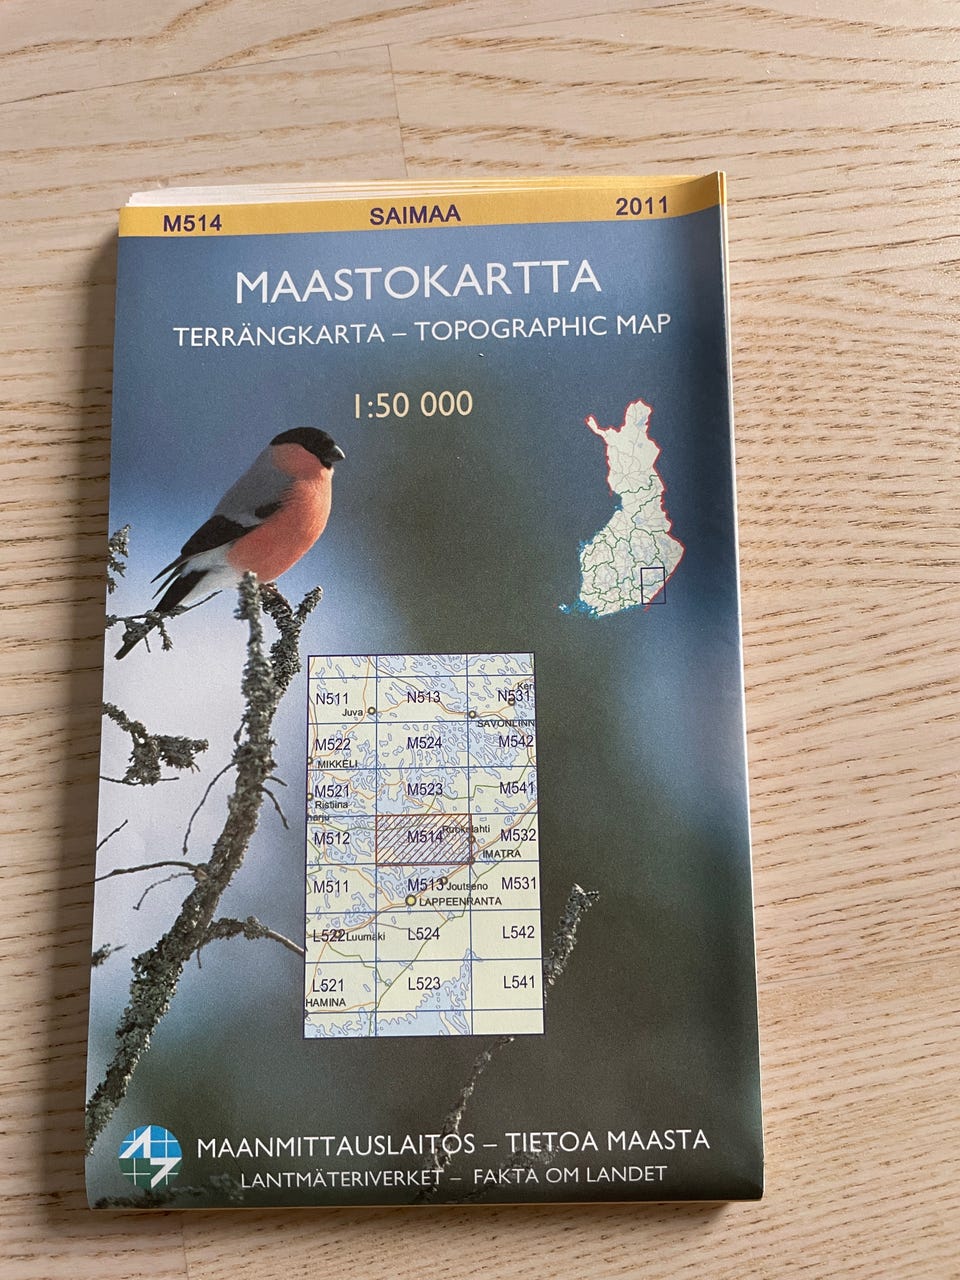 M514 SAIMAA 2011
MAASTOKARTTA
TERRÄNGKARTA – TOPOGRAPHIC MAP
1:50 000
Ker
N511 N513 N531
Juva
SAVONLINN
M522 M524 M542
MIKKELI
M521 M523 M541
Ristiina
harju
Ruokolahti
M512 M514 M532
IMATRA
M511 M513 Joutseno M531
LAPPEENRANTA
L522 Luumäki L524 L542
L521 L523 L541
HAMINA
MAANMITTAUSLAITOS – TIETOA MAASTA
LANTMÄTERIVERKET – FAKTA OM LANDET